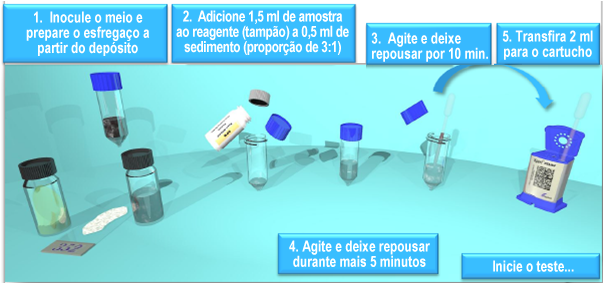 1. Inocule o meio e
prepare o esfregaço a
partir do depósito
2. Adicione 1,5 ml de amostra
ao reagente (tampão) a 0,5 ml de
sedimento (proporção de 3:1)
3. Agite e deixe
repousar por 10 min.
5. Transfira 2 ml
para o cartucho
4. Agite e deixe repousar
durante mais 5 minutos
Inicie o teste...
332